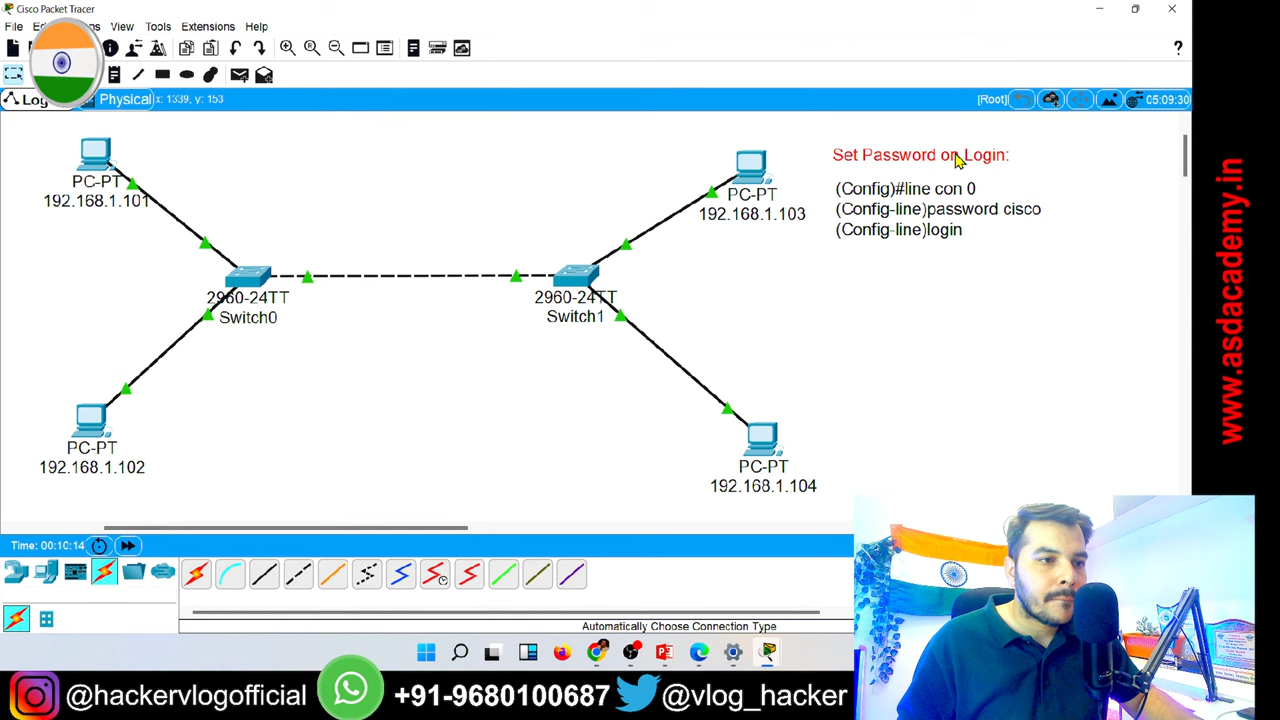 Cisco Packet Tracer
File
Tools
Extensions
Help
View
Physical
x: 1339, y: 153
[Root]
05:09:30
PC-PT
192.168.1.101
PC-PT
192.168.1.103
Set Password on Login:
(Config)#line con 0
(Config-line)password cisco
(Config-line)login
2960-24TT
Switch0
2960-24TT
Switch1
PC-PT
192.168.1.102
PC-PT
192.168.1.104
www.asdacademy.in
Time: 00:10:14
Automatically Choose Connection Type
@hackervlogofficial
+91-9680100687
@vlog_hacker